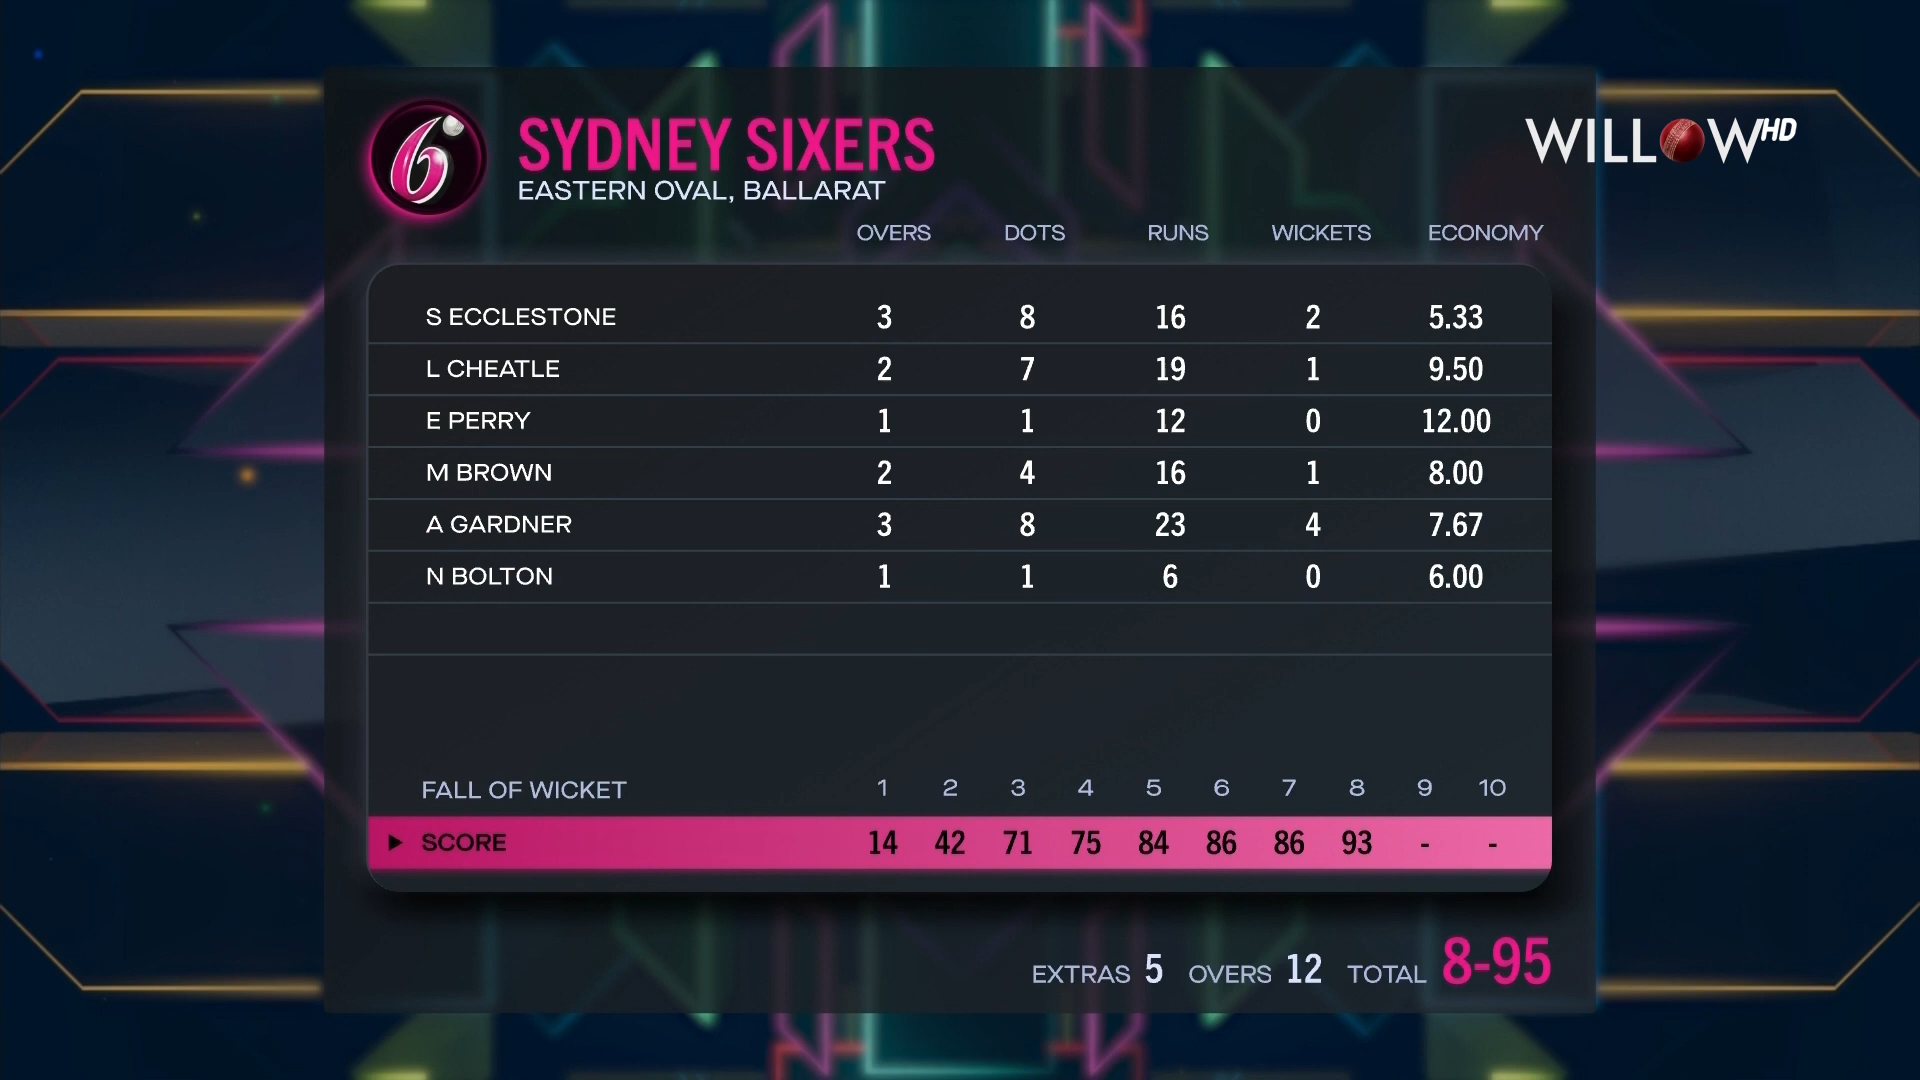 6
SYDNEY SIXERS
EASTERN OVAL, BALLARAT
WILLOW HD
OVERS DOTS RUNS WICKETS ECONOMY
S ECCLESTONE 3 8 16 2 5.33
L CHEATLE 2 7 19 1 9.50
E PERRY 1 1 12 0 12.00
M BROWN 2 4 16 1 8.00
A GARDNER 3 8 23 4 7.67
N BOLTON 1 1 6 0 6.00
FALL OF WICKET 1 2 3 4 5 6 7 8 9 10
SCORE 14 42 71 75 84 86 86 93 - -
EXTRAS 5 OVERS 12 TOTAL 8-95